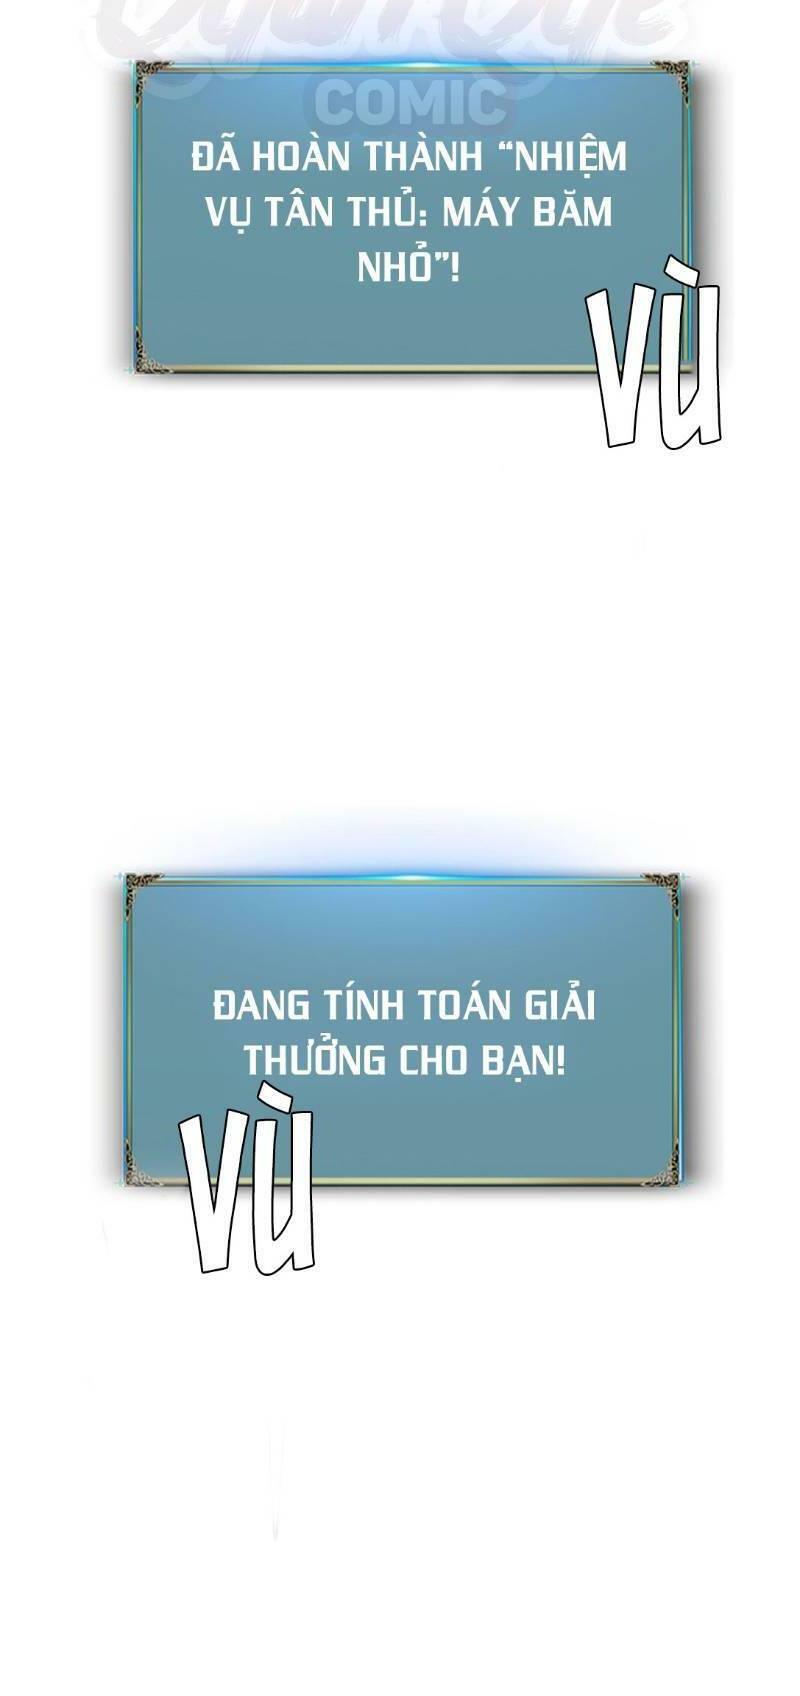 COMIC
ĐÃ HOÀN THÀNH “NHIỆM
VỤ TÂN THỦ: MÁY BĂM
NHỎ”!
VÙ
ĐANG TÍNH TOÁN GIẢI
THƯỞNG CHO BẠN!
VÙ